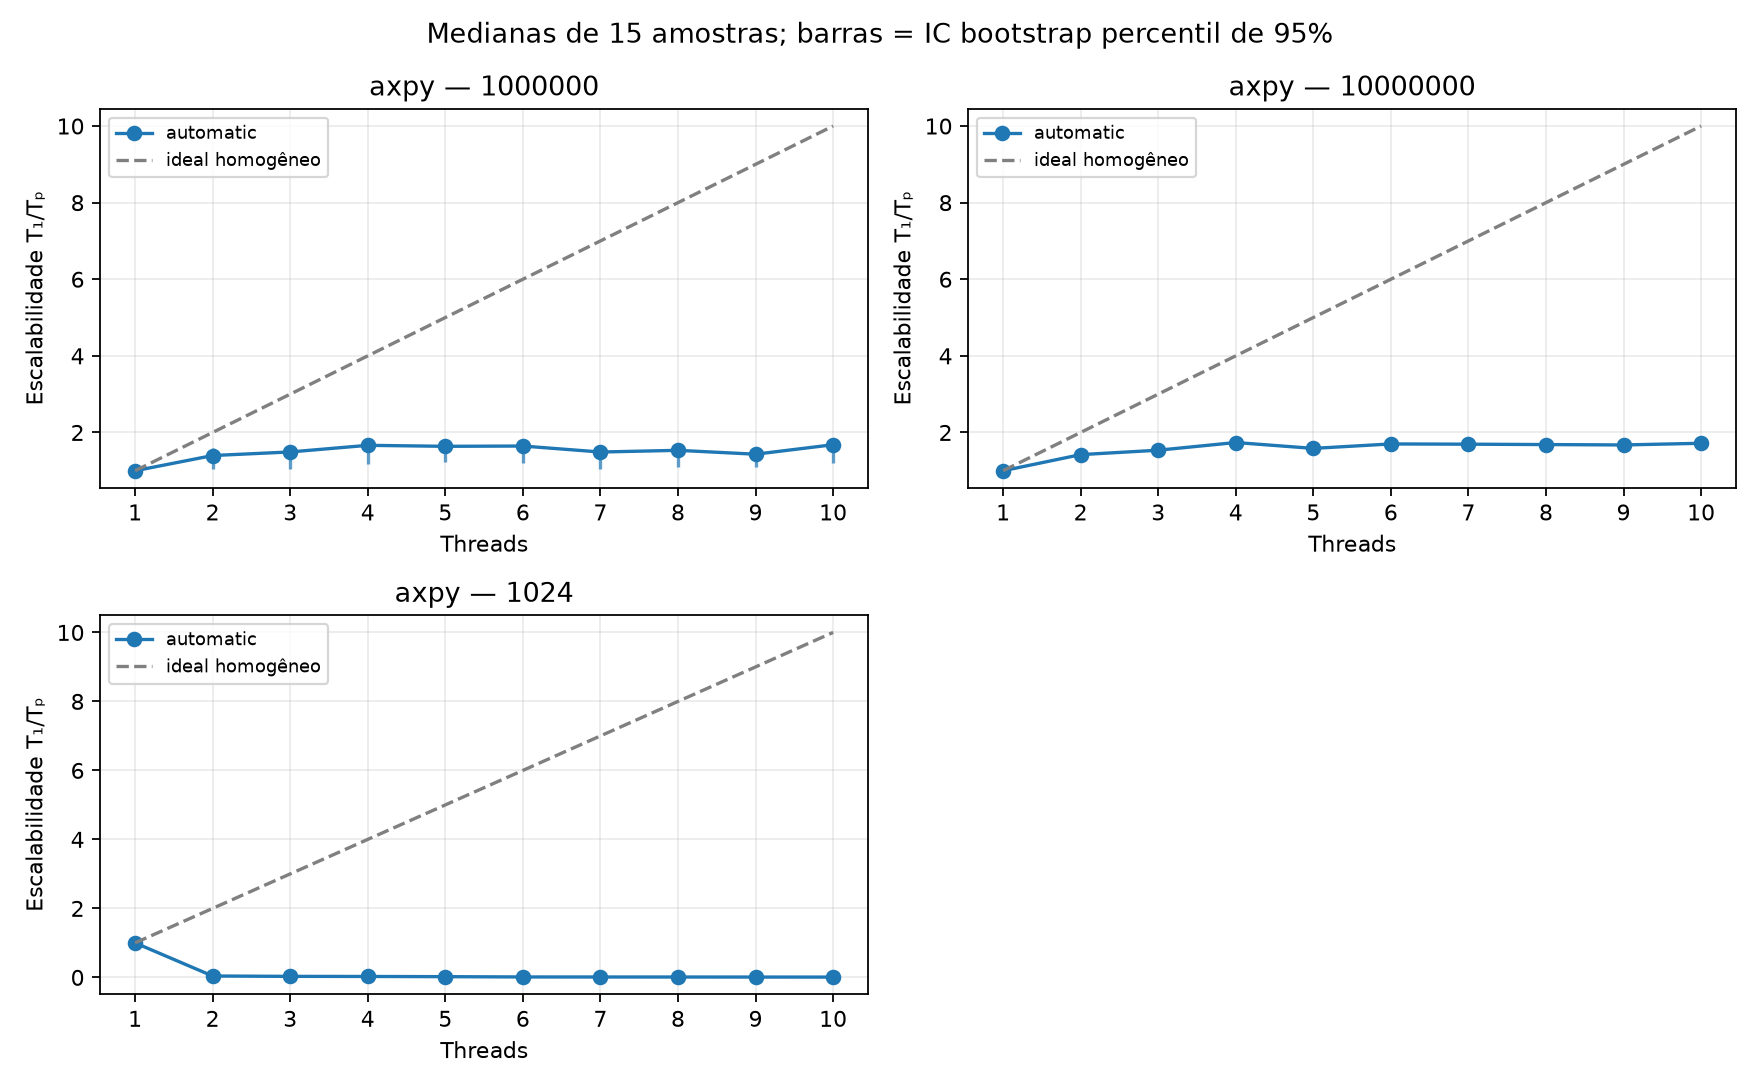 Medianas de 15 amostras; barras = IC bootstrap percentil de 95%
axpy — 1000000
Escalabilidade T₁/Tₚ
10
8
6
4
2
automatic
ideal homogêneo
1 2 3 4 5 6 7 8 9 10
Threads
axpy — 10000000
Escalabilidade T₁/Tₚ
10
8
6
4
2
automatic
ideal homogêneo
1 2 3 4 5 6 7 8 9 10
Threads
axpy — 1024
Escalabilidade T₁/Tₚ
10
8
6
4
2
0
automatic
ideal homogêneo
1 2 3 4 5 6 7 8 9 10
Threads